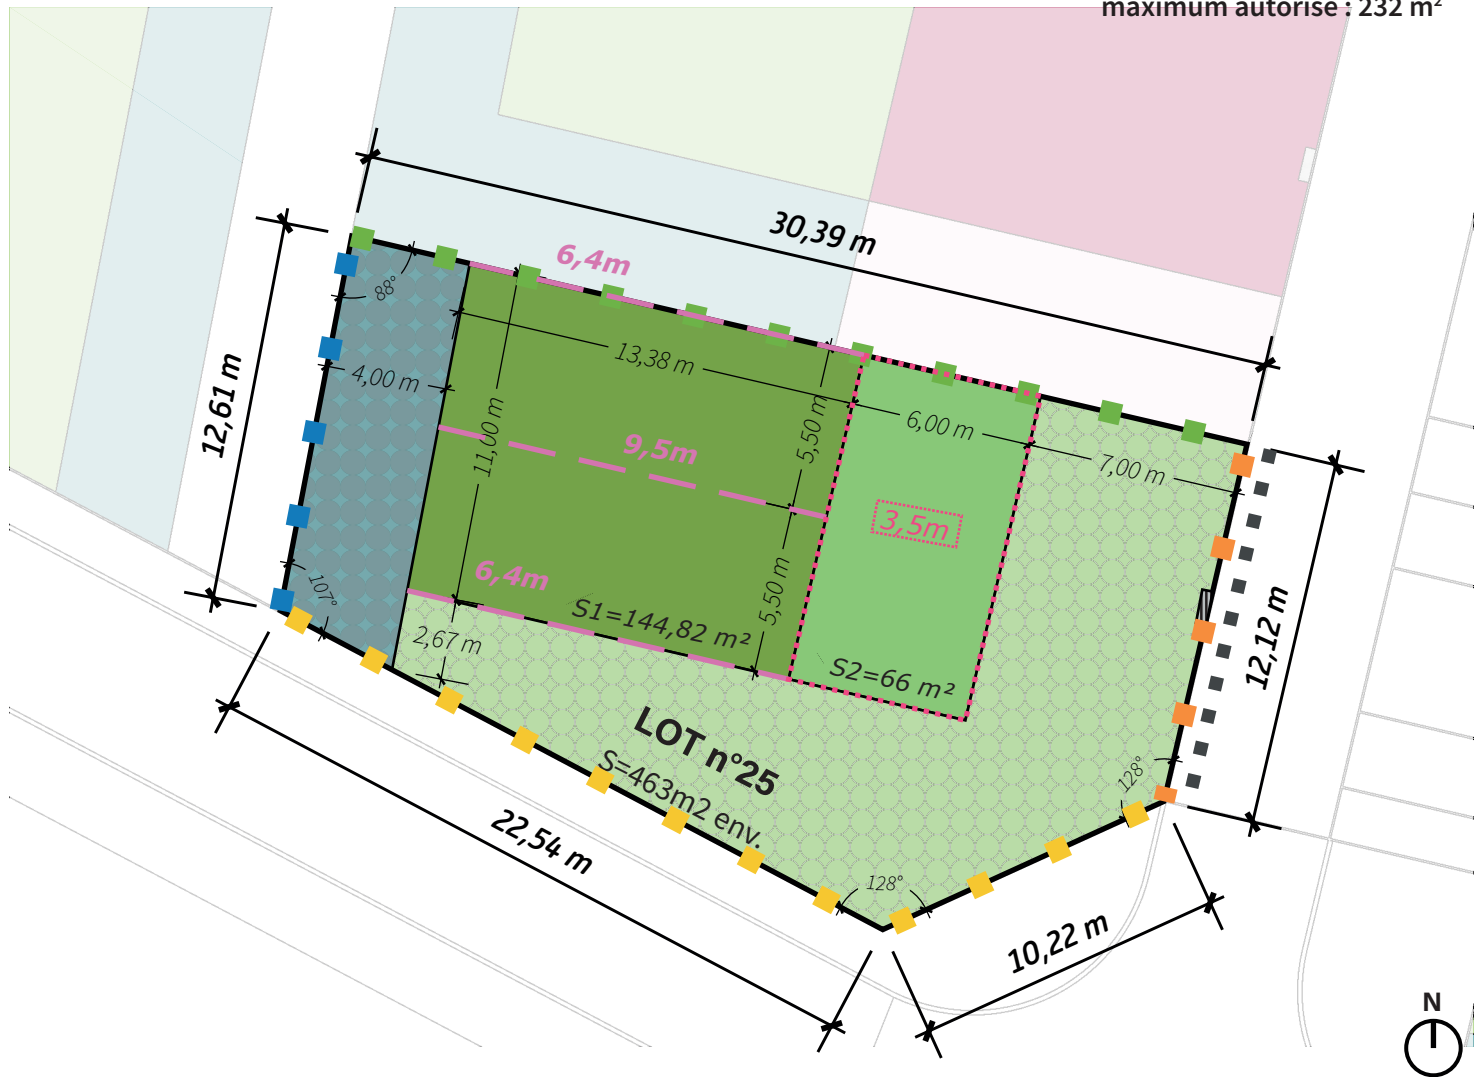 maximum autorisé : 232 m²
30,39 m
6,4m
88°
13,38 m
4,00 m
12,61 m
11,00 m
5,50 m
6,00 m
9,5m
7,00 m
3,5m
107°
6,4m
5,50 m
S1=144,82 m²
2,67 m
12,12 m
S2=66 m²
LOT n°25
S=463m2 env.
128°
22,54 m
128°
10,22 m
N